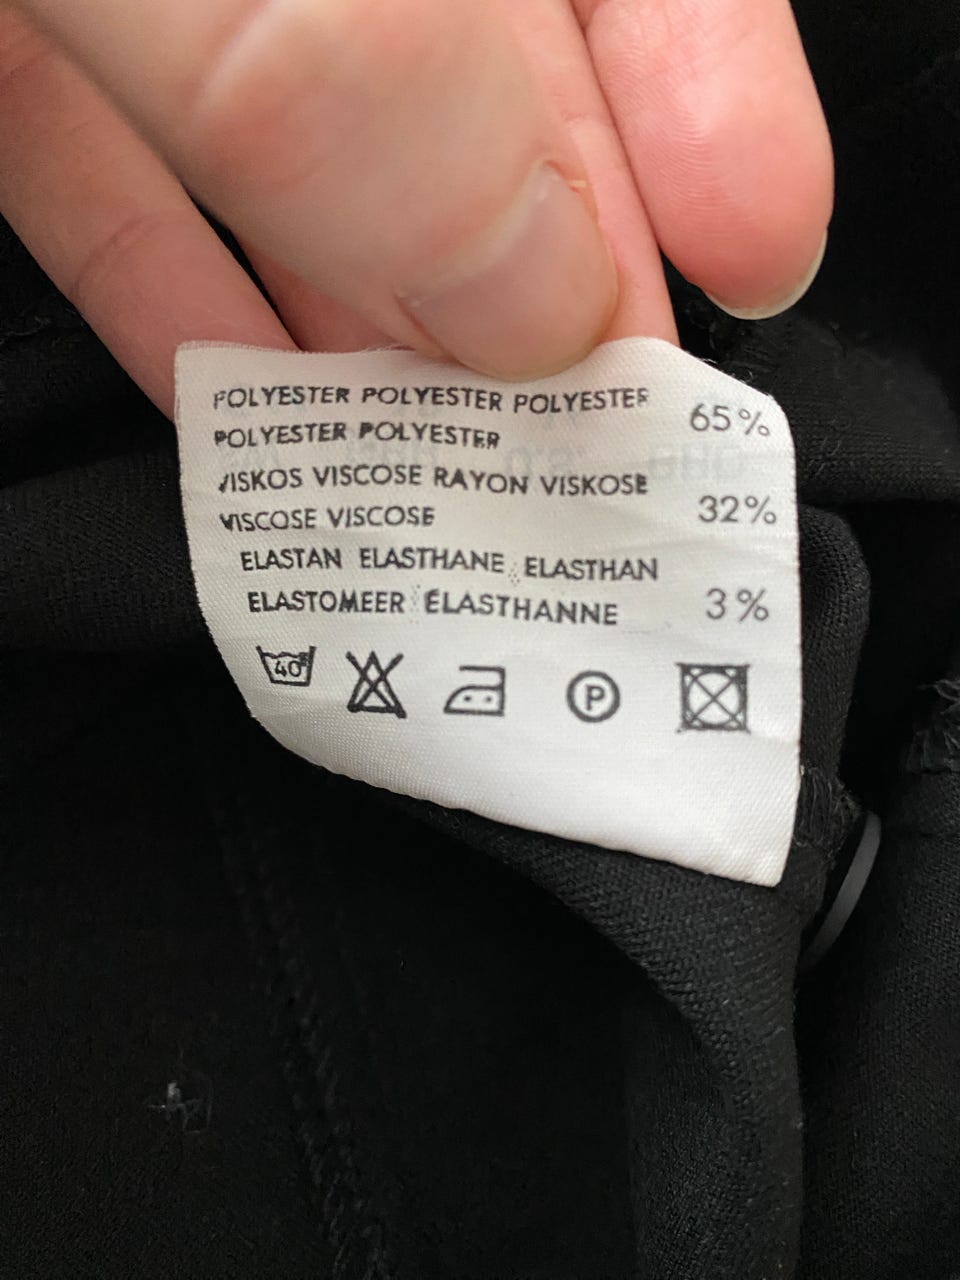 POLYESTER POLYESTER POLYESTER 65%
POLYESTER POLYESTER
VISKOS VISCOSE RAYON VISKOSE
VISCOSE VISCOSE 32%
ELASTAN ELASTHANE ELASTHAN
ELASTOMEER ELASTHANNE 3%
40 P